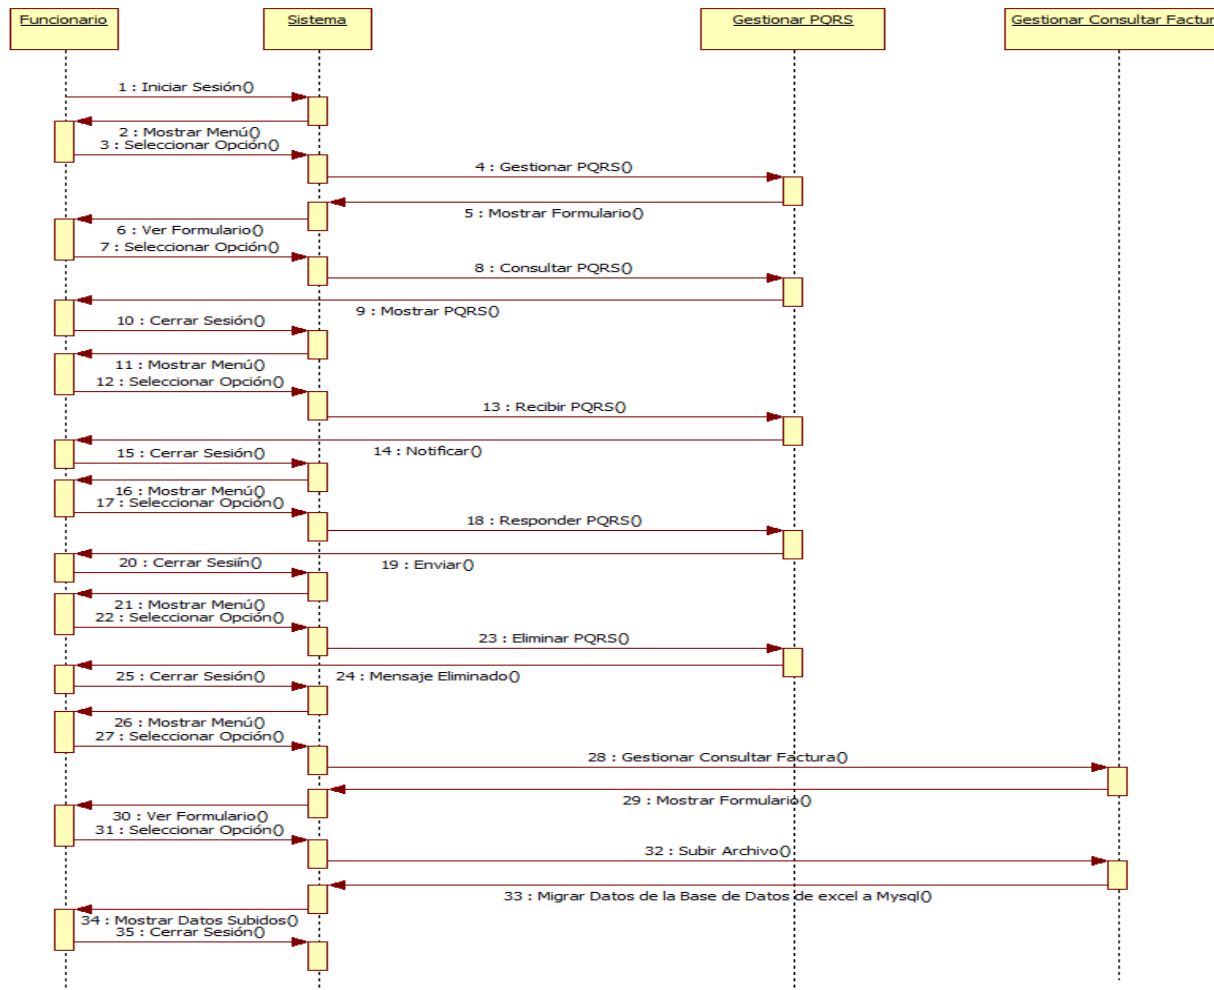 Funcionario
Sistema
Gestionar PQRS
Gestionar Consultar Factur
1 : Iniciar Sesión()
2 : Mostrar Menú()
3 : Seleccionar Opción()
4 : Gestionar PQRS()
5 : Mostrar Formulario()
6 : Ver Formulario()
7 : Seleccionar Opción()
8 : Consultar PQRS()
9 : Mostrar PQRS()
10 : Cerrar Sesión()
11 : Mostrar Menú()
12 : Seleccionar Opción()
13 : Recibir PQRS()
14 : Notificar()
15 : Cerrar Sesión()
16 : Mostrar Menú()
17 : Seleccionar Opción()
18 : Responder PQRS()
19 : Enviar()
20 : Cerrar Sesiín()
21 : Mostrar Menú()
22 : Seleccionar Opción()
23 : Eliminar PQRS()
24 : Mensaje Eliminado()
25 : Cerrar Sesión()
26 : Mostrar Menú()
27 : Seleccionar Opción()
28 : Gestionar Consultar Factura()
29 : Mostrar Formulario()
30 : Ver Formulario()
31 : Seleccionar Opción()
32 : Subir Archivo()
33 : Migrar Datos de la Base de Datos de excel a Mysql()
34 : Mostrar Datos Subidos()
35 : Cerrar Sesión()